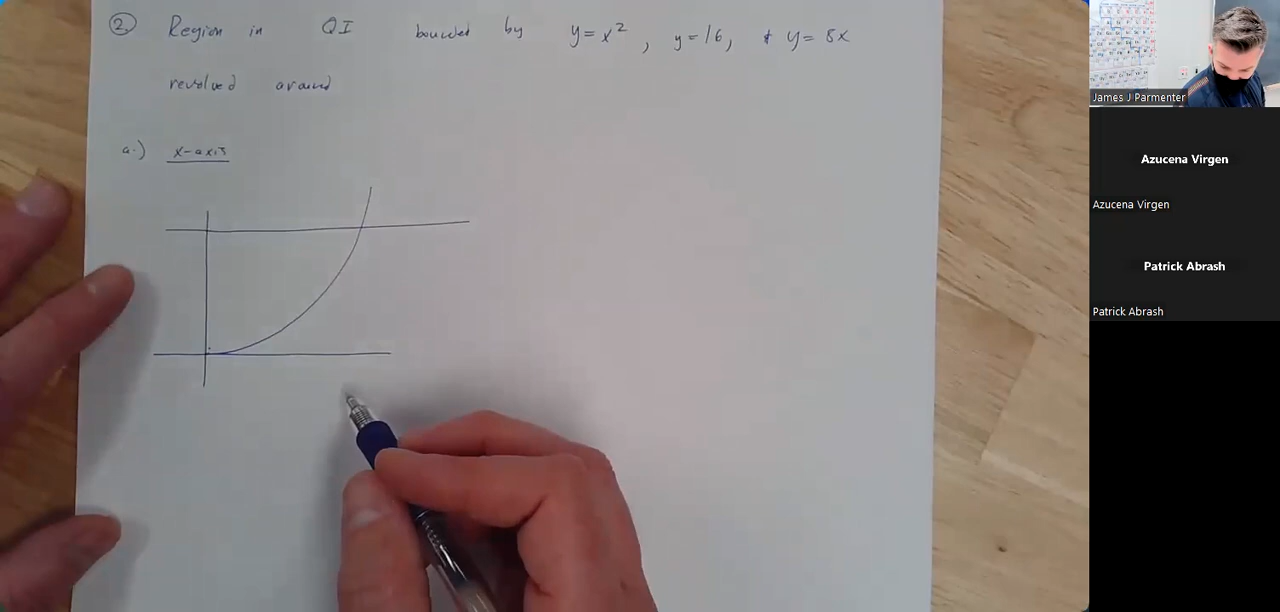 ② Region in QI bounded by y=x², y=16, & y=8x
revolved around
a.) x-axis
James J Parmenter
Azucena Virgen
Azucena Virgen
Patrick Abrash
Patrick Abrash